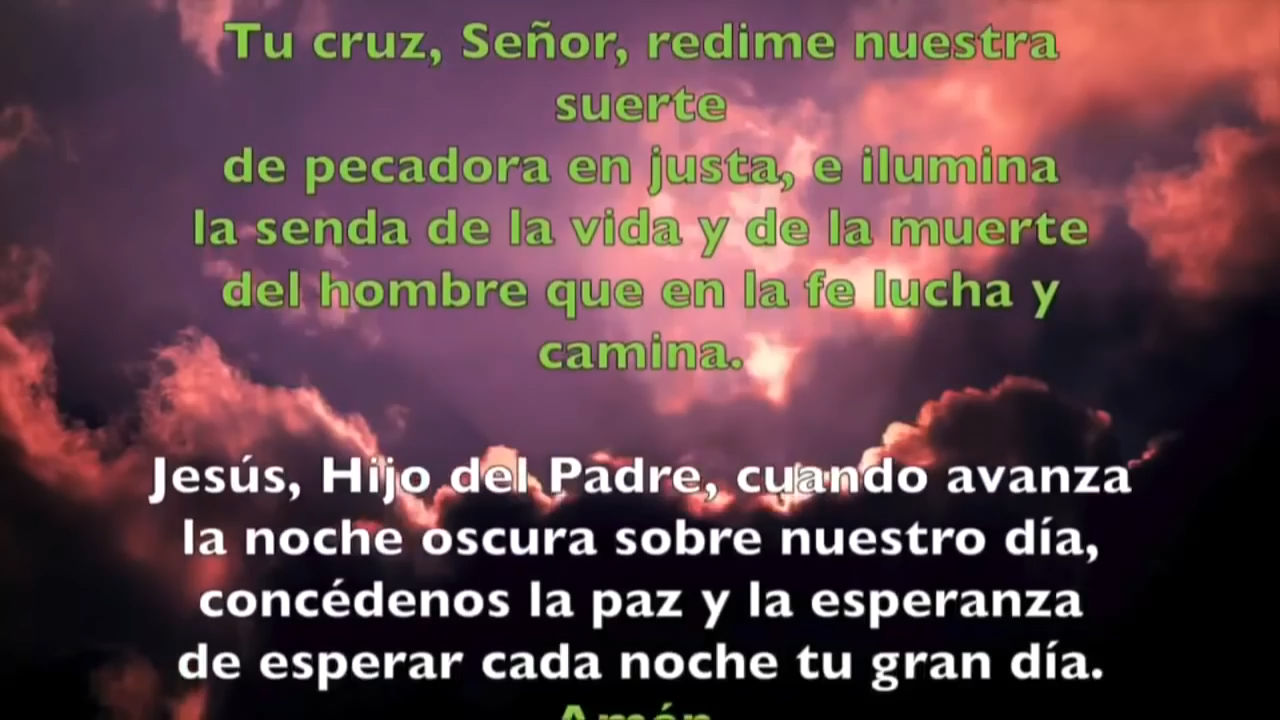 Tu cruz, Señor, redime nuestra
suerte
de pecadora en justa, e ilumina
la senda de la vida y de la muerte
del hombre que en la fe lucha y
camina.
Jesús, Hijo del Padre, cuando avanza
la noche oscura sobre nuestro día,
concédenos la paz y la esperanza
de esperar cada noche tu gran día.
Amén